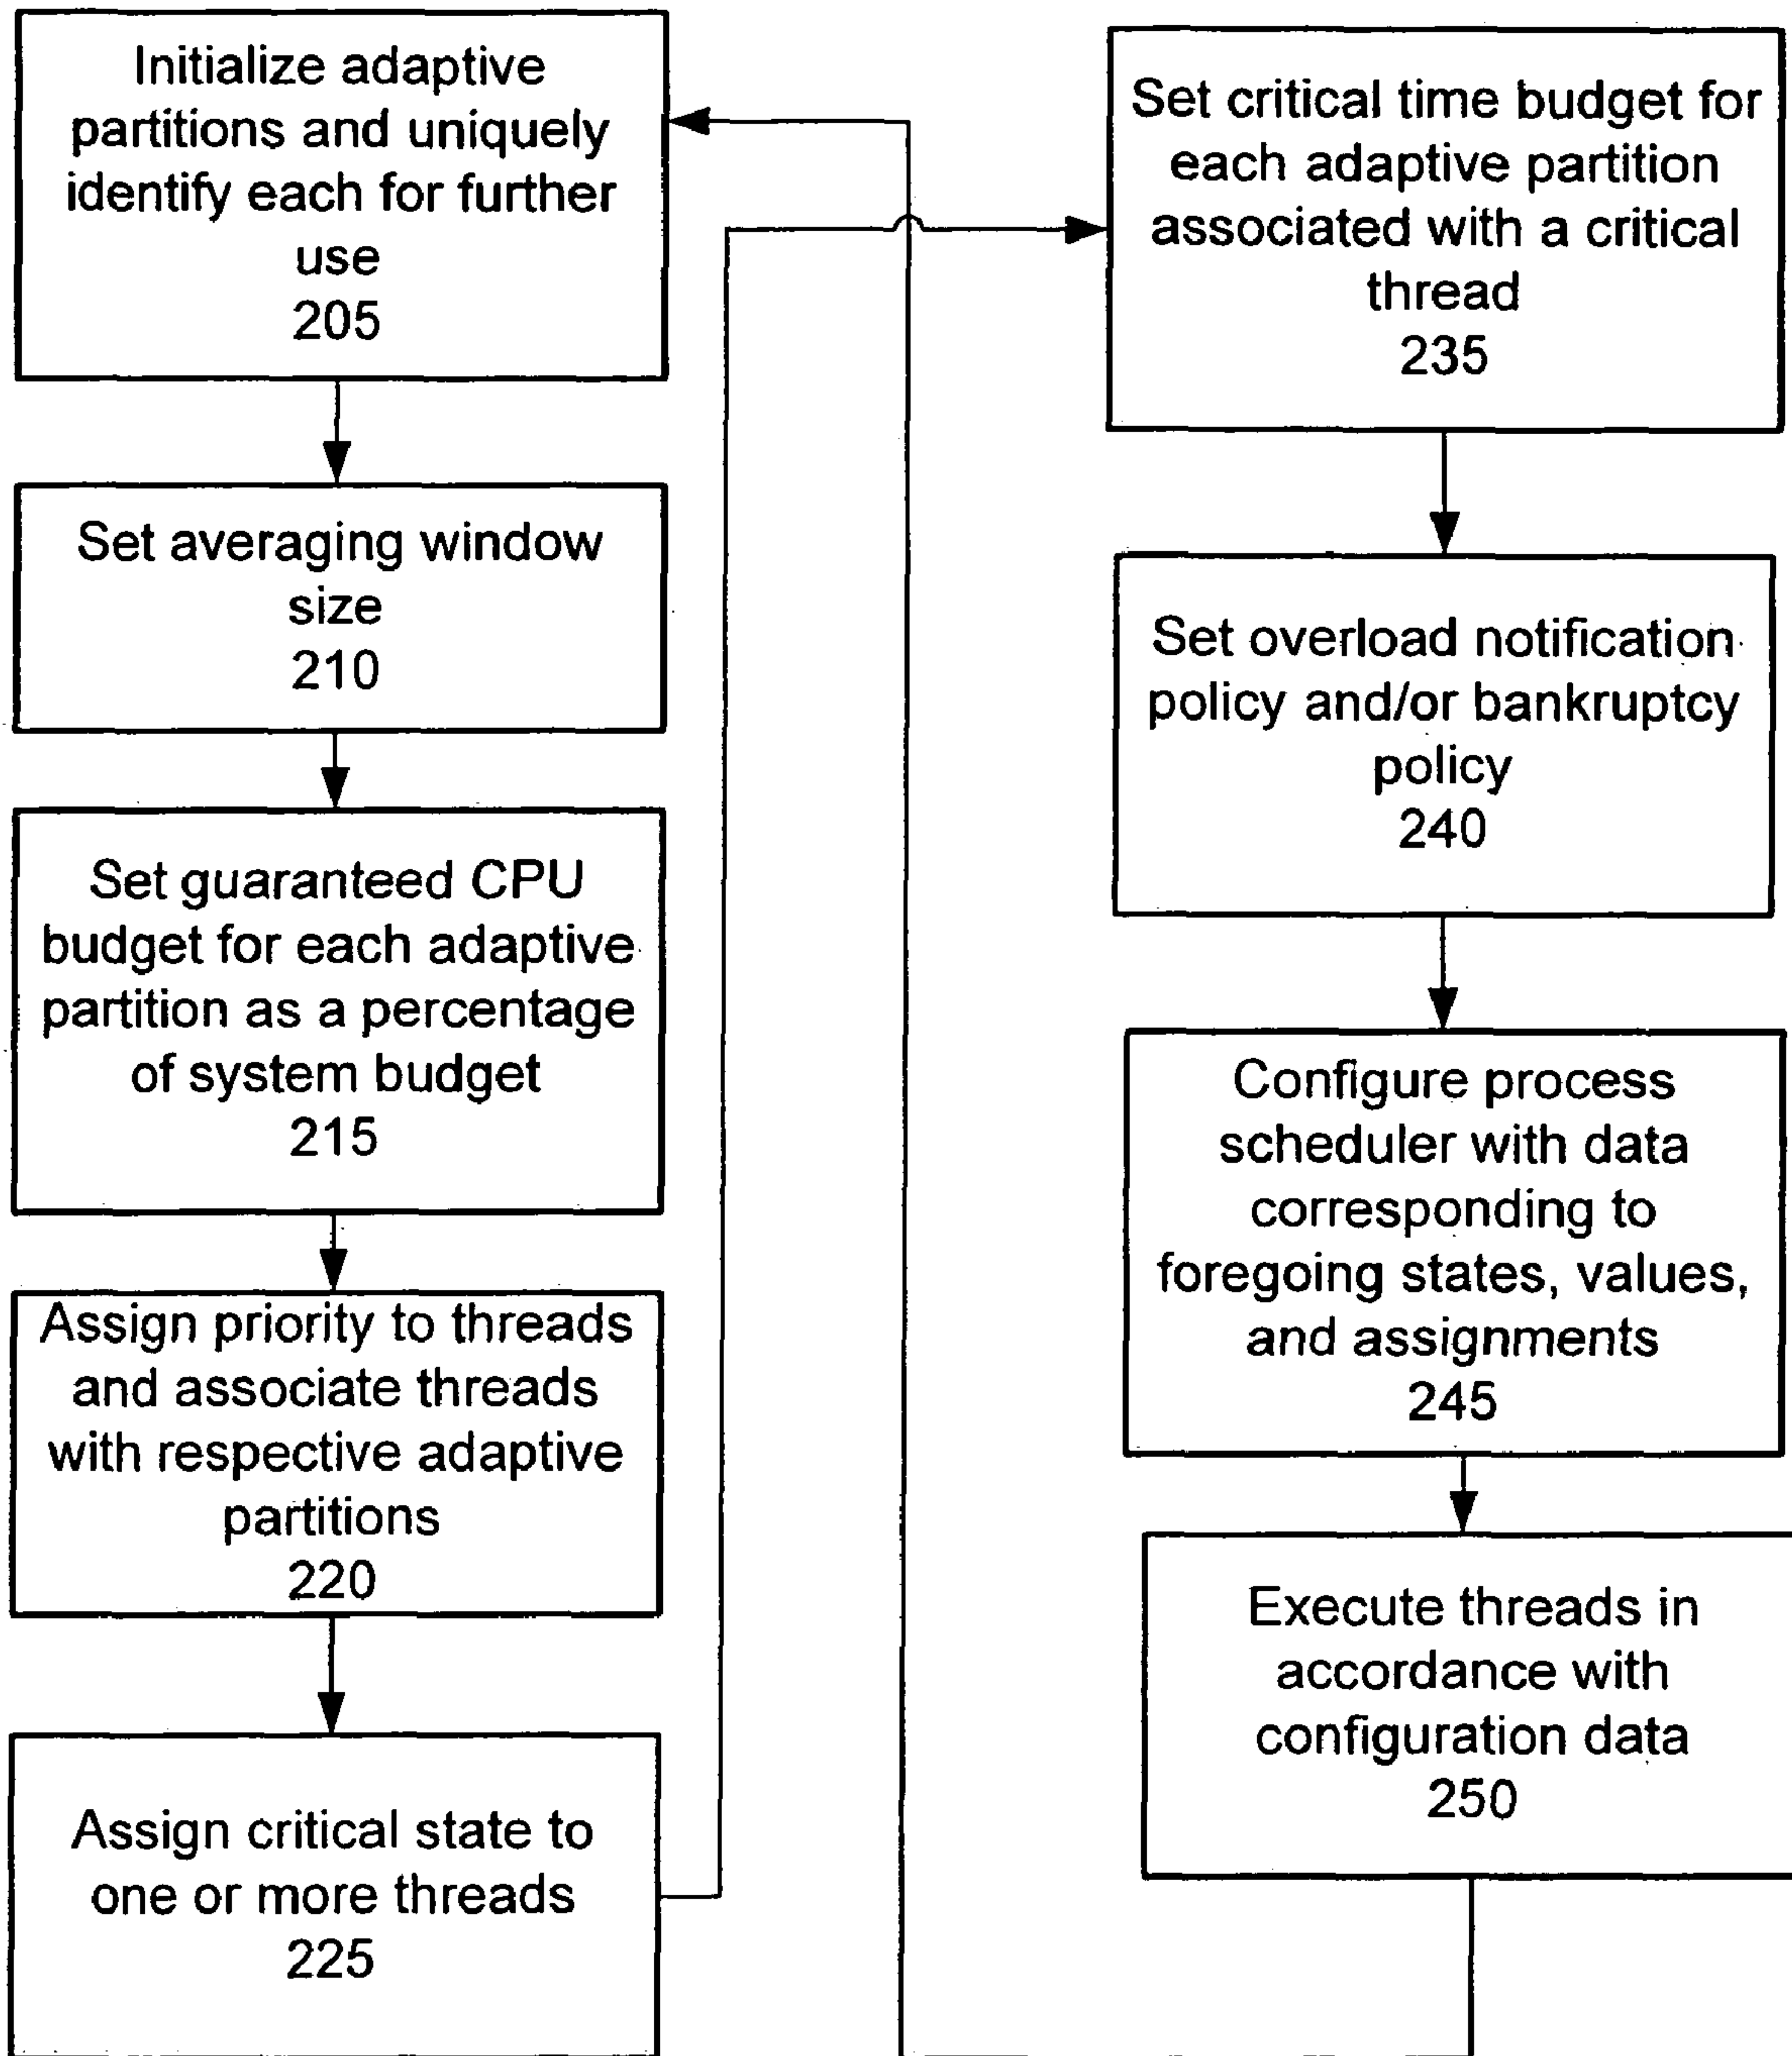 Initialize adaptive
partitions and uniquely
identify each for further
use
205
Set averaging window
size
210
Set guaranteed CPU
budget for each adaptive
partition as a percentage
of system budget
215
Assign priority to threads
and associate threads
with respective adaptive
partitions
220
Assign critical state to
one or more threads
225
Set critical time budget for
each adaptive partition
associated with a critical
thread
235
Set overload notification
policy and/or bankruptcy
policy
240
Configure process
scheduler with data
corresponding to
foregoing states, values,
and assignments
245
Execute threads in
accordance with
configuration data
250